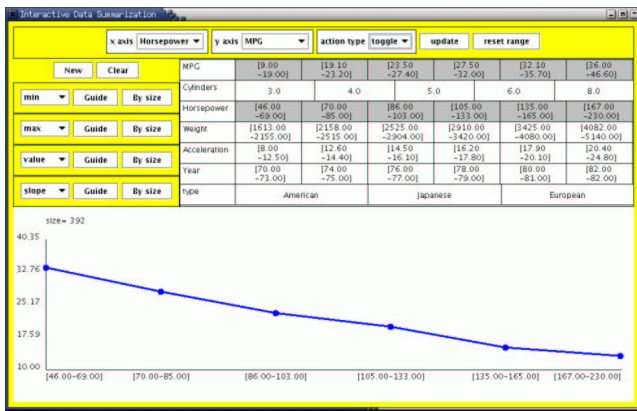 Interactive Data Summarization
x axis Horsepower y axis MPG action type toggle update reset range
New Clear
min Guide By size
max Guide By size
value Guide By size
slope Guide By size
MPG [9.00 -19.00] [19.10 -23.20] [23.50 -27.40] [27.50 -32.00] [32.10 -35.70] [36.00 -46.60]
Cylinders 3.0 4.0 5.0 6.0 8.0
Horsepower [46.00 -69.00] [70.00 -85.00] [86.00 -103.00] [105.00 -133.00] [135.00 -165.00] [167.00 -230.00]
Weight [1613.00 -2155.00] [2158.00 -2515.00] [2525.00 -2904.00] [2910.00 -3420.00] [3425.00 -4080.00] [4082.00 -5140.00]
Acceleration [8.00 -12.50] [12.60 -14.40] [14.50 -16.10] [16.20 -17.80] [17.90 -20.10] [20.40 -24.80]
Year [70.00 -73.00] [74.00 -75.00] [76.00 -77.00] [78.00 -79.00] [80.00 -81.00] [82.00 -82.00]
type American Japanese European
size= 392
40.35
32.76
25.17
17.59
10.00
[46.00-69.00] [70.00-85.00] [86.00-103.00] [105.00-133.00] [135.00-165.00] [167.00-230.00]